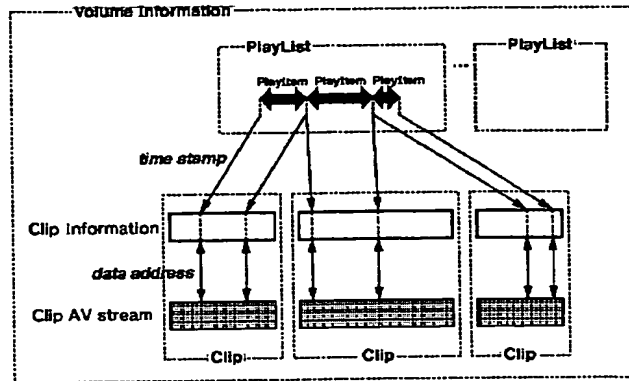 Volume Information
PlayList
PlayList
PlayItem PlayItem PlayItem
...
time stamp
Clip Information
data address
Clip AV stream
Clip
Clip
Clip